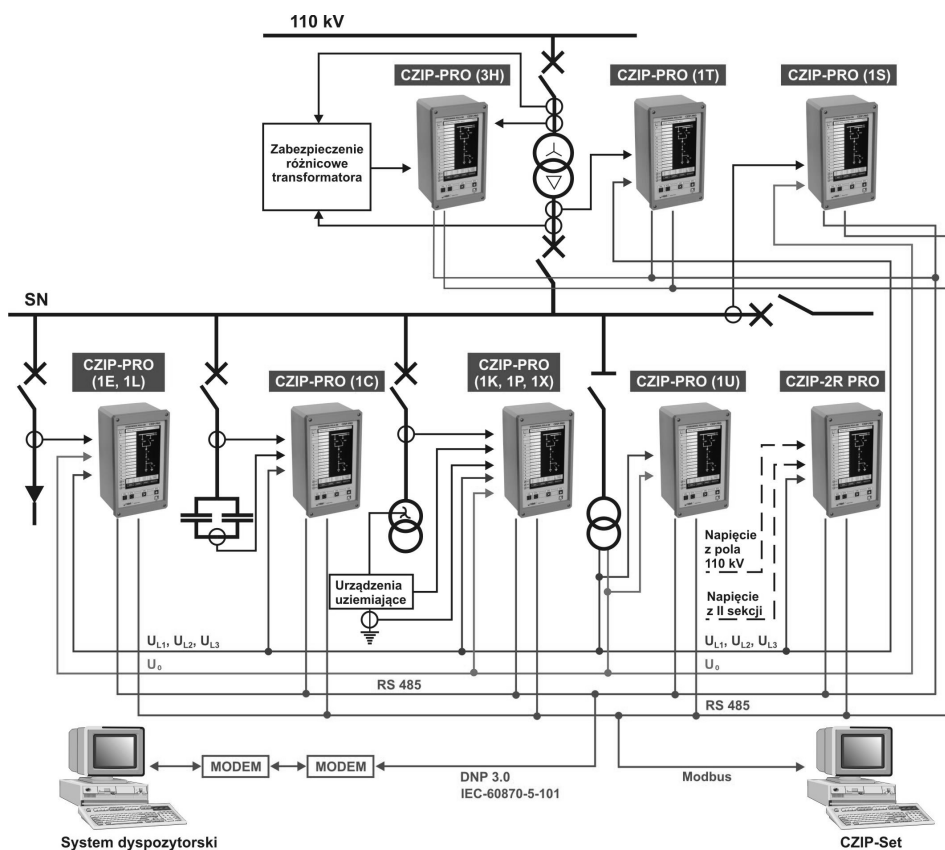 110 kV
CZIP-PRO (3H)
CZIP-PRO (1T)
CZIP-PRO (1S)
Zabezpieczenie
różnicowe
transformatora
SN
CZIP-PRO
(1E, 1L)
CZIP-PRO (1C)
CZIP-PRO
(1K, 1P, 1X)
CZIP-PRO (1U)
CZIP-2R PRO
Napięcie
z pola
110 kV
Urządzenia
uziemiające
Napięcie
z II sekcji
UL1, UL2, UL3
UL1, UL2, UL3
U0
U0
RS 485
RS 485
MODEM
MODEM
DNP 3.0
IEC-60870-5-101
Modbus
System dyspozytorski
CZIP-Set